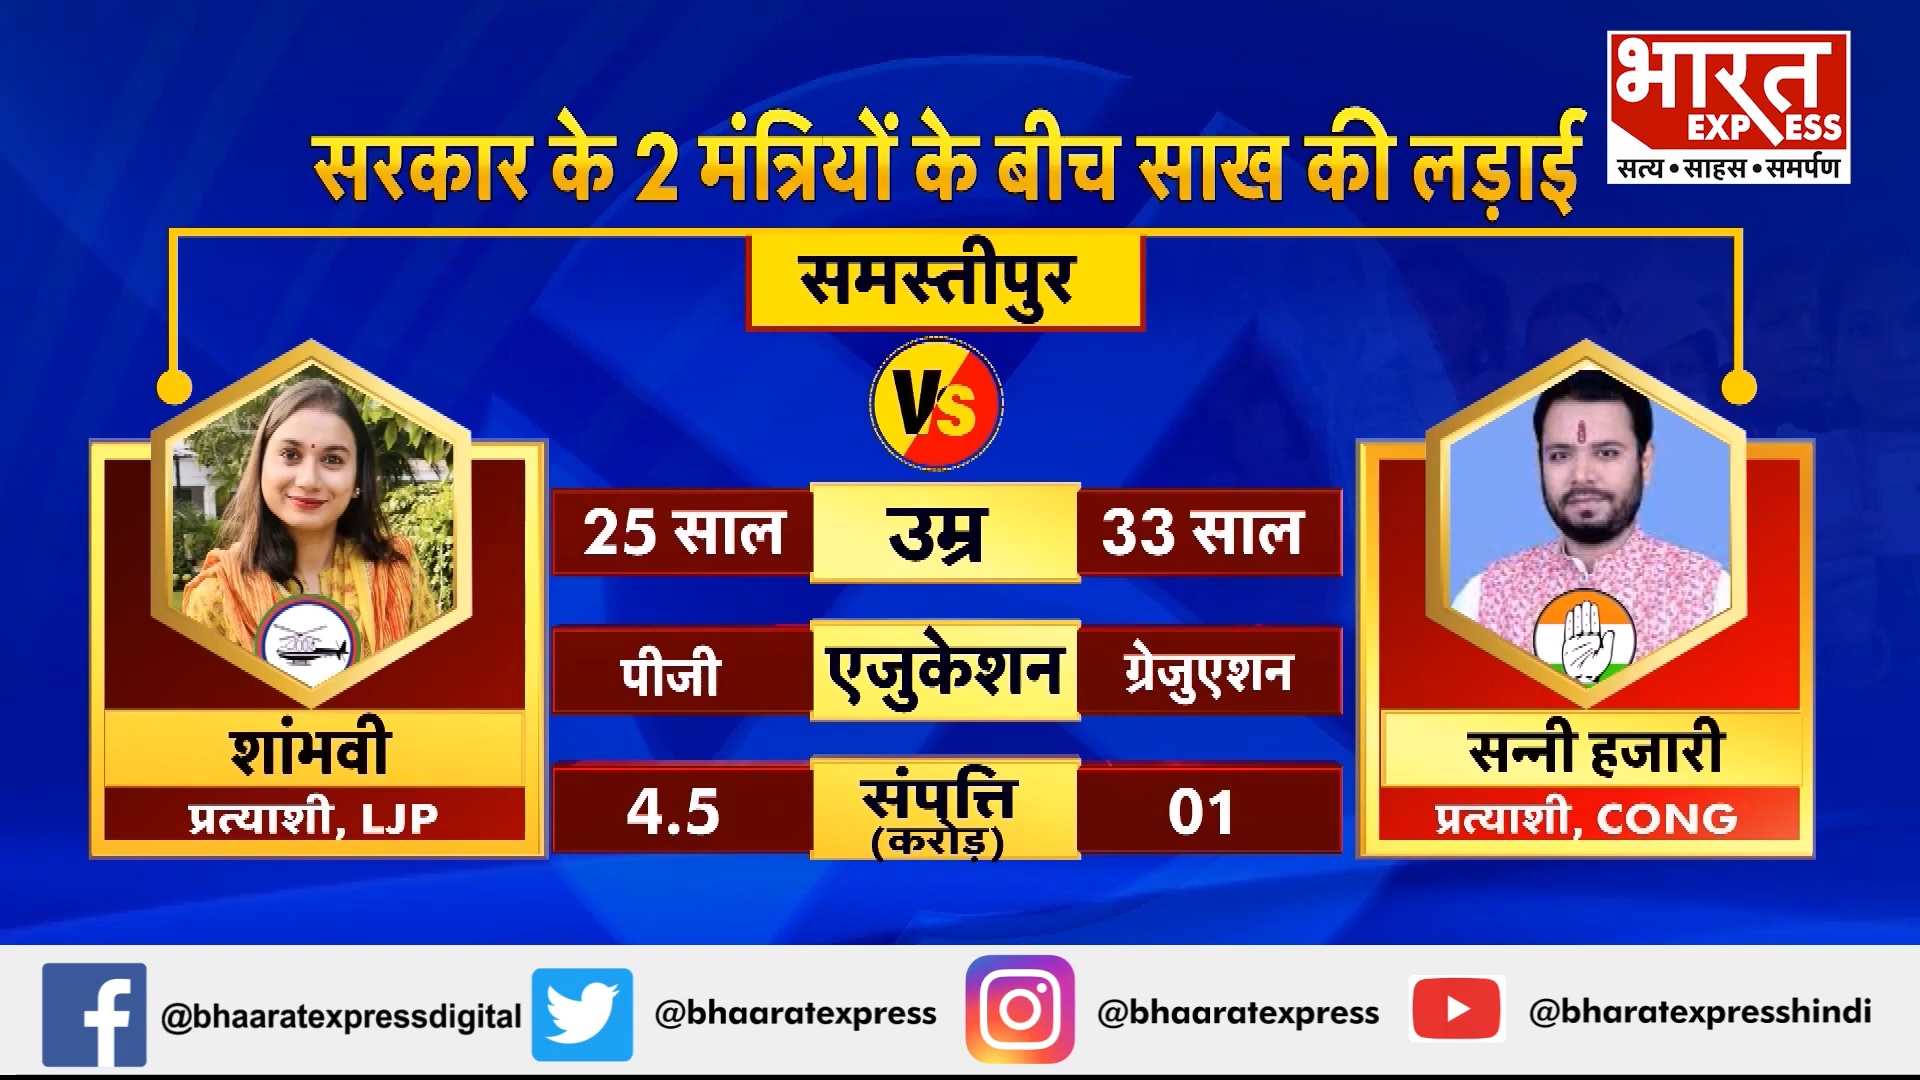 भारत
EXPRESS
सत्य • साहस • समर्पण
सरकार के 2 मंत्रियों के बीच साख की लड़ाई
समस्तीपुर
VS
25 साल उम्र 33 साल
पीजी एजुकेशन ग्रेजुएशन
4.5 संपत्ति 01
(करोड़)
शांभवी
प्रत्याशी, LJP
सन्नी हजारी
प्रत्याशी, CONG
@bhaaratexpressdigital @bhaaratexpress @bhaaratexpress @bhaaratexpresshindi